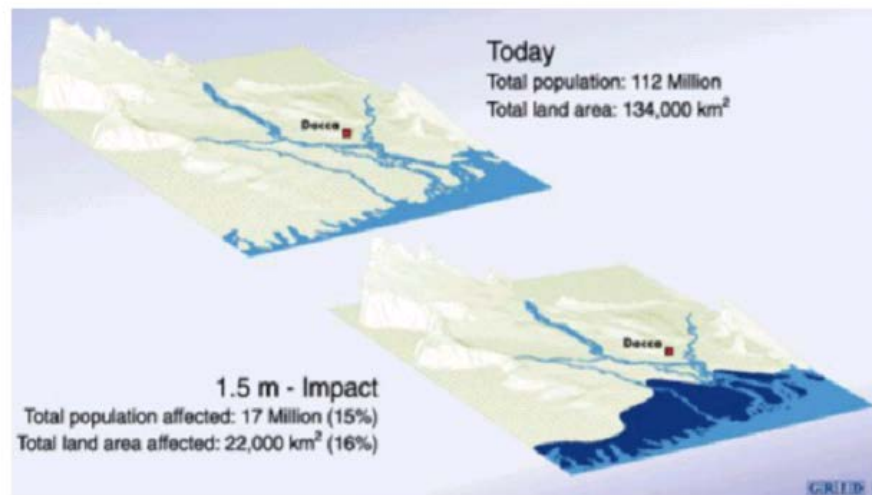 Today
Total population: 112 Million
Total land area: 134,000 km²
Dacca
Dacca
1.5 m - Impact
Total population affected: 17 Million (15%)
Total land area affected: 22,000 km² (16%)
GRID